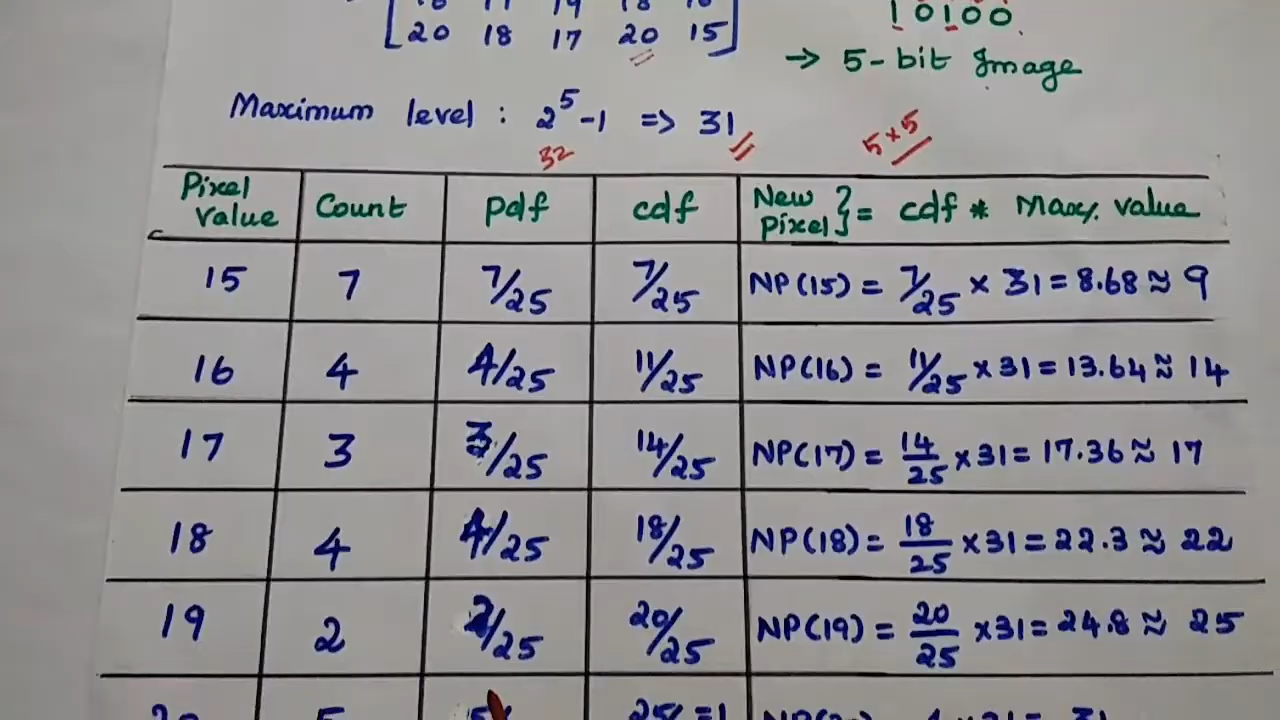 20 18 17 20 15
10100
→ 5-bit Image
Maximum level : 2⁵-1 => 31
32
5×5
Pixel value Count pdf cdf New Pixel } = cdf * Max. value
15 7 7/25 7/25 NP(15) = 7/25 × 31 = 8.68 ≈ 9
16 4 4/25 11/25 NP(16) = 11/25 × 31 = 13.64 ≈ 14
17 3 3/25 14/25 NP(17) = 14/25 × 31 = 17.36 ≈ 17
18 4 4/25 18/25 NP(18) = 18/25 × 31 = 22.3 ≈ 22
19 2 2/25 20/25 NP(19) = 20/25 × 31 = 24.8 ≈ 25